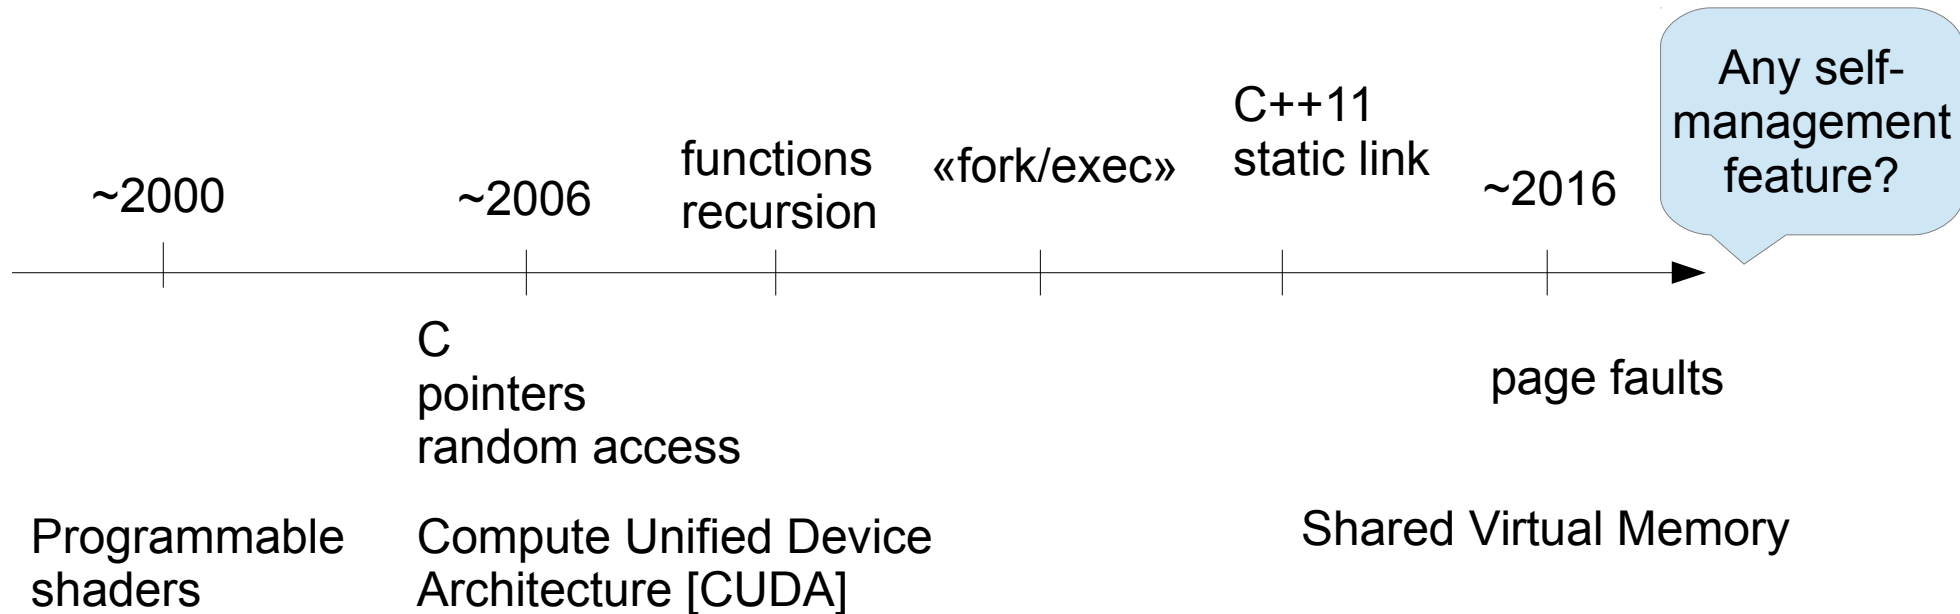 ~2000
~2006
functions
recursion
«fork/exec»
C++11
static link
~2016
Any self-
management
feature?
C
pointers
random access
page faults
Programmable
shaders
Compute Unified Device
Architecture [CUDA]
Shared Virtual Memory